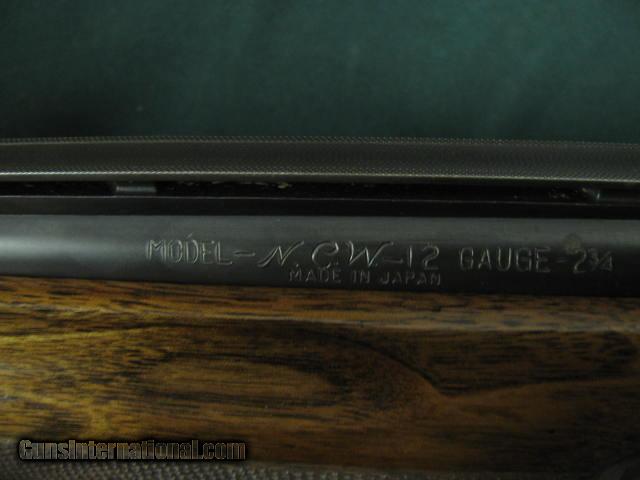 MODEL-N.C.W-12 GAUGE-2¾
MADE IN JAPAN
GunsInternational.com